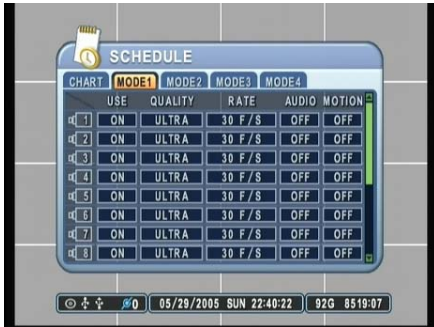 SCHEDULE
CHART MODE1 MODE2 MODE3 MODE4
USE QUALITY RATE AUDIO MOTION
1 ON ULTRA 30 F/S OFF OFF
2 ON ULTRA 30 F/S OFF OFF
3 ON ULTRA 30 F/S OFF OFF
4 ON ULTRA 30 F/S OFF OFF
5 ON ULTRA 30 F/S OFF OFF
6 ON ULTRA 30 F/S OFF OFF
7 ON ULTRA 30 F/S OFF OFF
8 ON ULTRA 30 F/S OFF OFF
0 05/29/2005 SUN 22:40:22 92G 8519:07